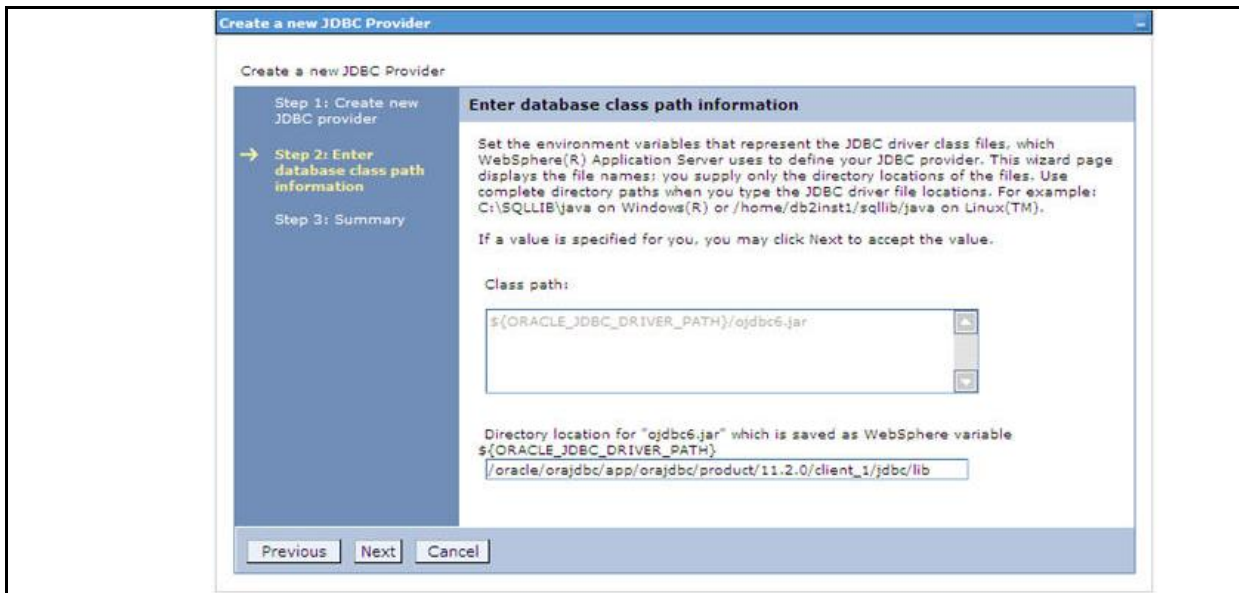 Create a new JDBC Provider
Create a new JDBC Provider
Step 1: Create new
JDBC provider
Step 2: Enter
database class path
information
Step 3: Summary
Enter database class path information
Set the environment variables that represent the JDBC driver class files, which
WebSphere(R) Application Server uses to define your JDBC provider. This wizard page
displays the file names; you supply only the directory locations of the files. Use
complete directory paths when you type the JDBC driver file locations. For example:
C:\SQLLIB\java on Windows(R) or /home/db2inst1/sqllib/java on Linux(TM).
If a value is specified for you, you may click Next to accept the value.
Class path:
${ORACLE_JDBC_DRIVER_PATH}/ojdbc6.jar
Directory location for "ojdbc6.jar" which is saved as WebSphere variable
${ORACLE_JDBC_DRIVER_PATH}
/oracle/orajdbc/app/orajdbc/product/11.2.0/client_1/jdbc/lib
Previous Next Cancel